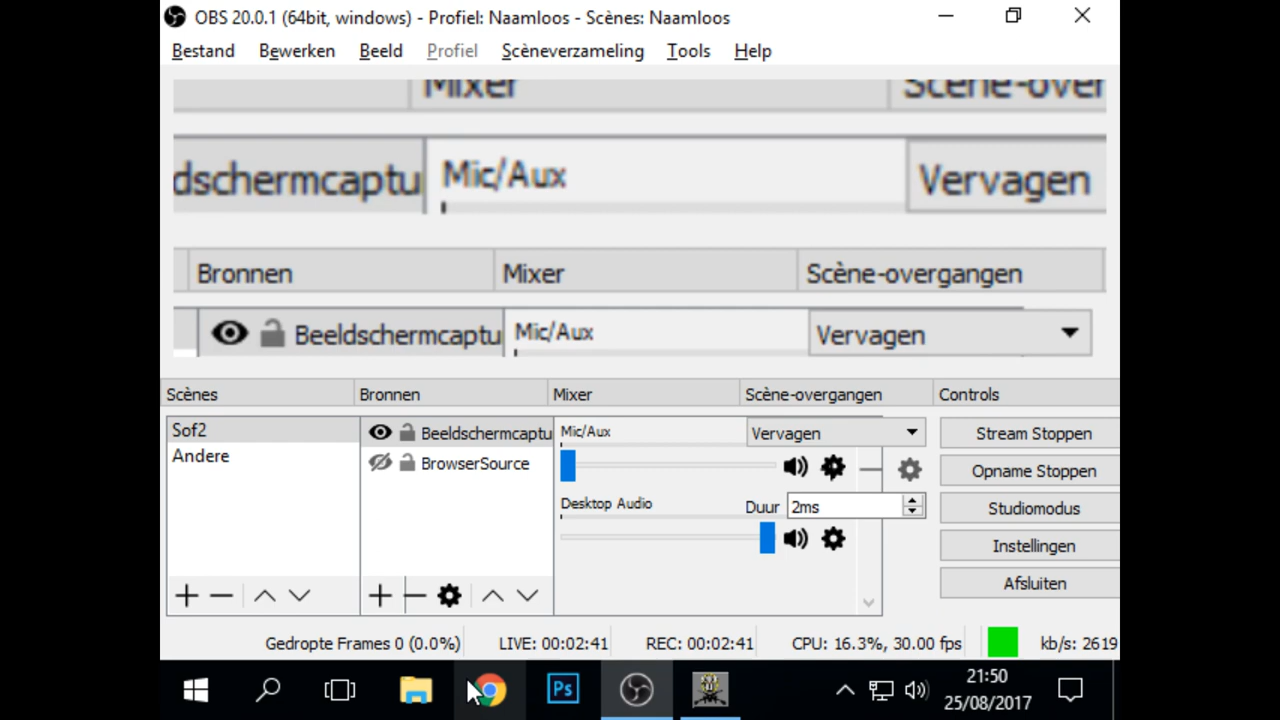 OBS 20.0.1 (64bit, windows) - Profiel: Naamloos - Scènes: Naamloos
Bestand Bewerken Beeld Profiel Scèneverzameling Tools Help
Mixer Scène-over
dschermcaptu Mic/Aux Vervagen
Bronnen Mixer Scène-overgangen
Beeldschermcaptu Mic/Aux Vervagen
Scènes Bronnen Mixer Scène-overgangen Controls
Sof2 Beeldschermcaptu Mic/Aux Vervagen Stream Stoppen
Andere BrowserSource Opname Stoppen
Desktop Audio Duur 2ms Studiomodus
Instellingen
Afsluiten
Gedropte Frames 0 (0.0%) LIVE: 00:02:41 REC: 00:02:41 CPU: 16.3%, 30.00 fps kb/s: 2619
Ps 21:50
25/08/2017